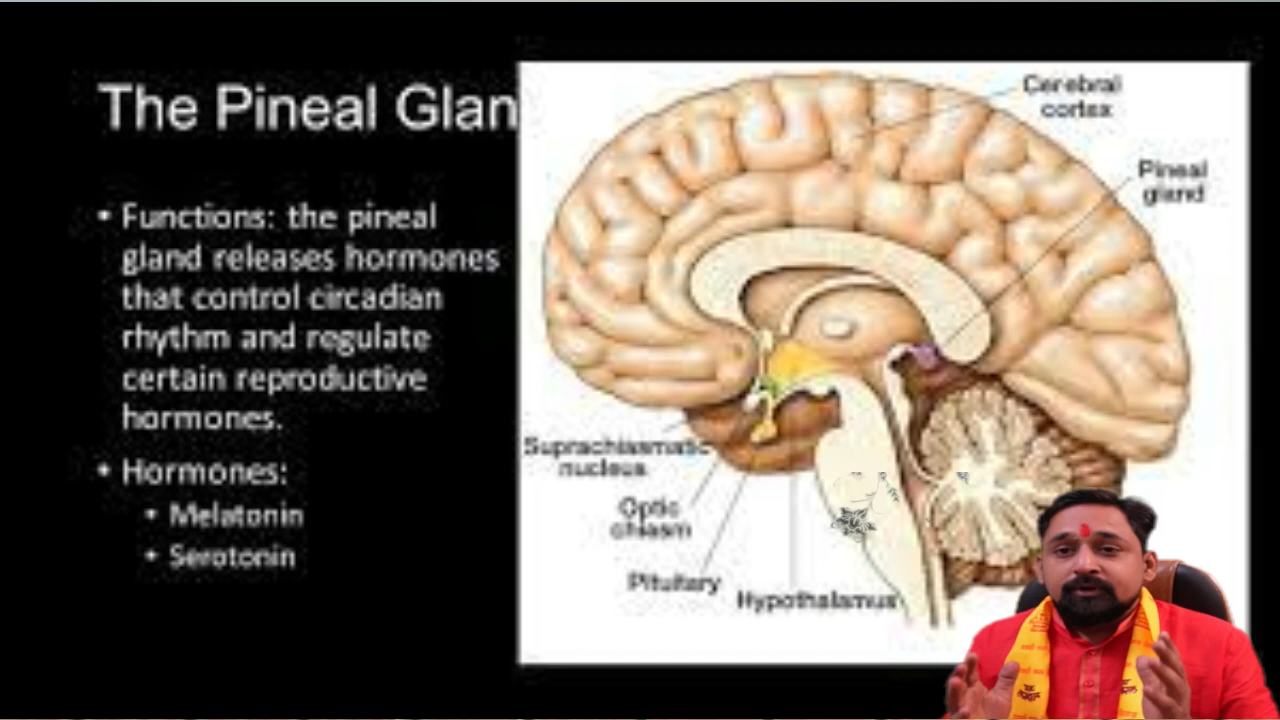 The Pineal Glan
• Functions: the pineal
gland releases hormones
that control circadian
rhythm and regulate
certain reproductive
hormones.
• Hormones:
• Melatonin
• Serotonin
Cerebral
cortex
Pineal
gland
Suprachiasmatic
nucleus
Optic
chiasm
Pituitary
Hypothalamus